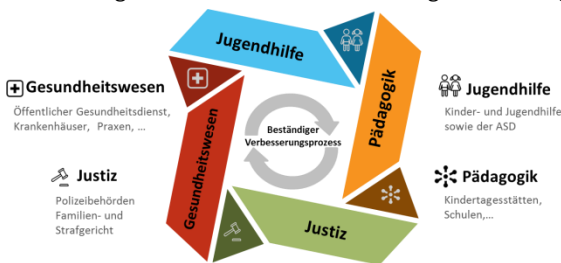 Jugendhilfe
Gesundheitswesen
Öffentlicher Gesundheitsdienst,
Krankenhäuser, Praxen, ...
Justiz
Polizeibehörden
Familien- und
Strafgericht
Gesundheitswesen
Beständiger
Verbesserungsprozess
Pädagogik
Justiz
Jugendhilfe
Kinder- und Jugendhilfe
sowie der ASD
Pädagogik
Kindertagesstätten,
Schulen,...